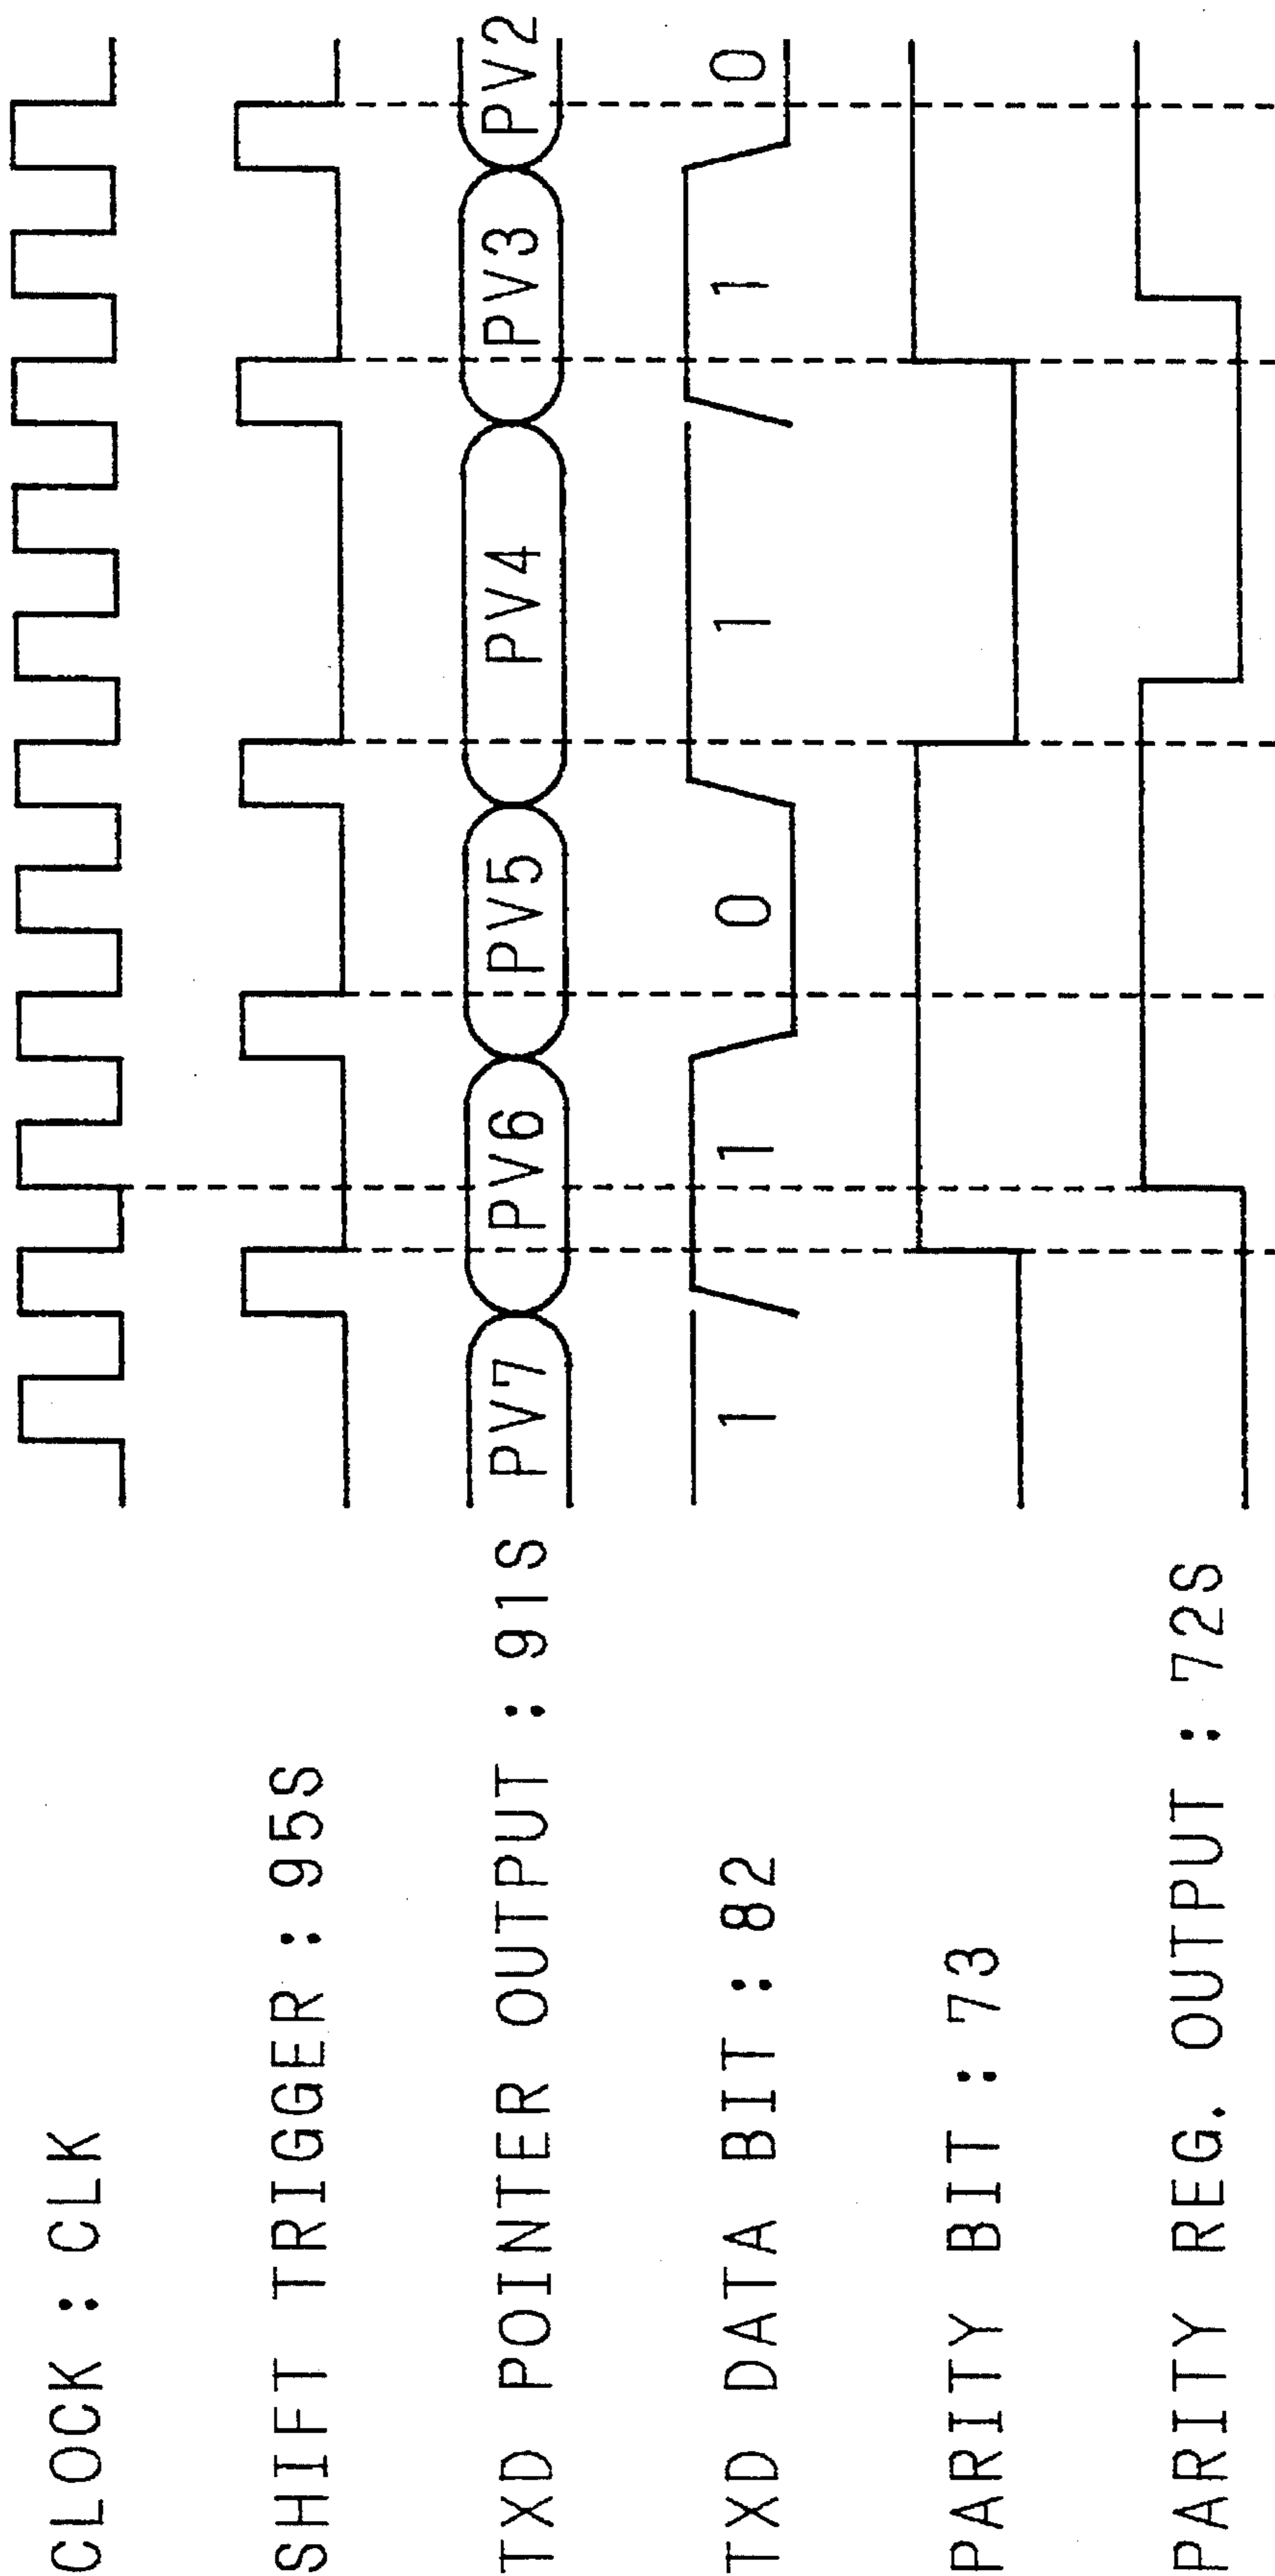 CLOCK : CLK
SHIFT TRIGGER : 95S
TXD POINTER OUTPUT : 91S PV7 PV6 PV5 PV4 PV3 PV2
TXD DATA BIT : 82 1 1 0 1 1 0
PARITY BIT : 73
PARITY REG. OUTPUT : 72S